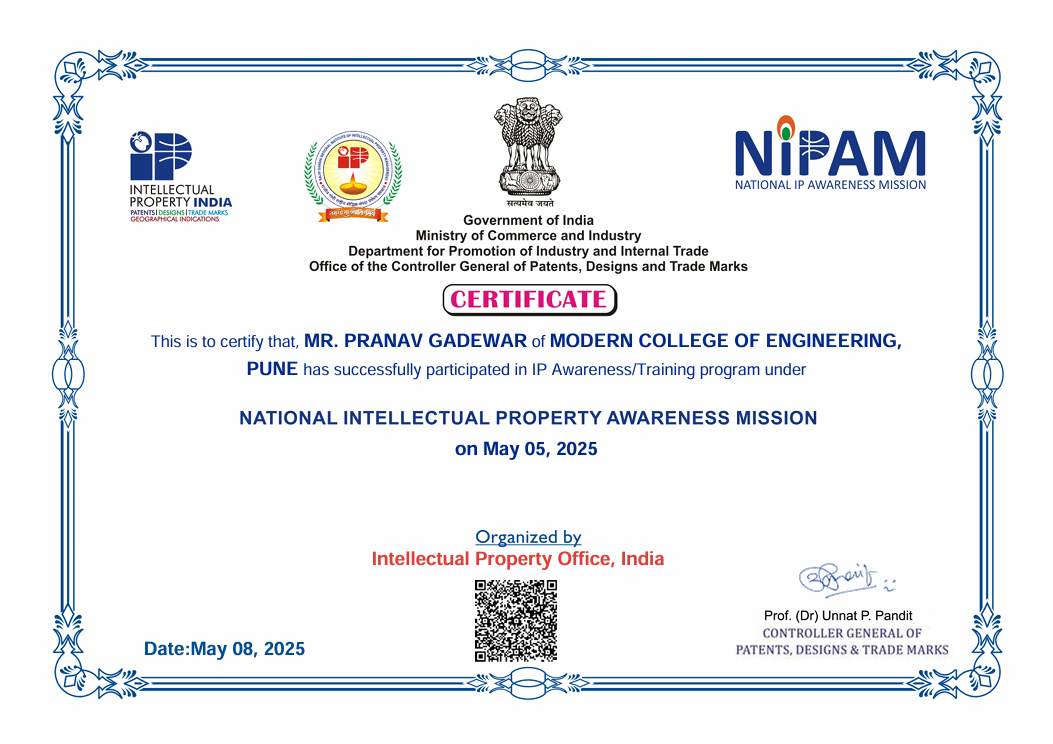 INTELLECTUAL
PROPERTY INDIA
PATENTS | DESIGNS | TRADE MARKS
GEOGRAPHICAL INDICATIONS
सत्यमेव जयते
NiPAM
NATIONAL IP AWARENESS MISSION
Government of India
Ministry of Commerce and Industry
Department for Promotion of Industry and Internal Trade
Office of the Controller General of Patents, Designs and Trade Marks
CERTIFICATE
This is to certify that, MR. PRANAV GADEWAR of MODERN COLLEGE OF ENGINEERING,
PUNE has successfully participated in IP Awareness/Training program under
NATIONAL INTELLECTUAL PROPERTY AWARENESS MISSION
on May 05, 2025
Organized by
Intellectual Property Office, India
Prof. (Dr) Unnat P. Pandit
CONTROLLER GENERAL OF
PATENTS, DESIGNS & TRADE MARKS
Date:May 08, 2025